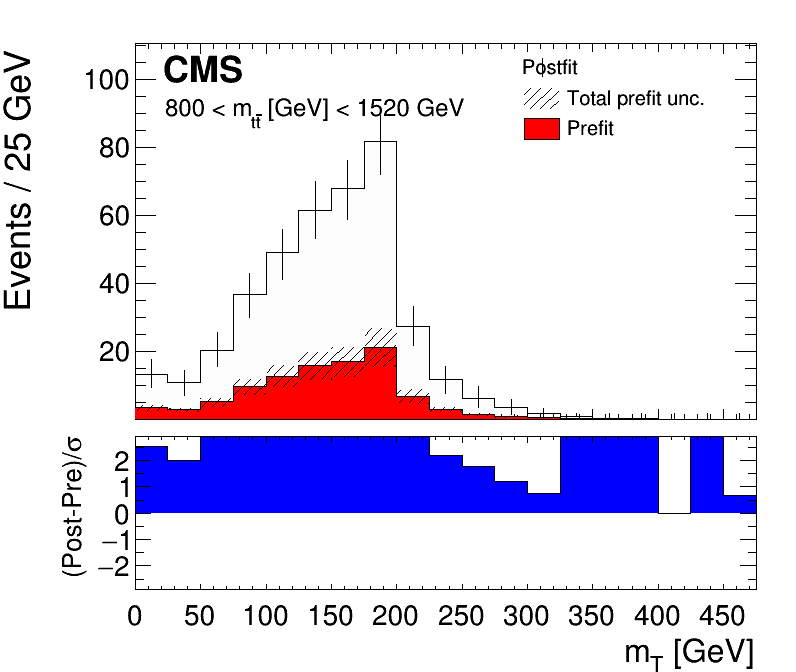 Events / 25 GeV
CMS
800 < m_tt̄ [GeV] < 1520 GeV
Postfit
Total prefit unc.
Prefit
100
80
60
40
20
(Post-Pre)/σ
2
1
0
−1
−2
0 50 100 150 200 250 300 350 400 450
m_T [GeV]